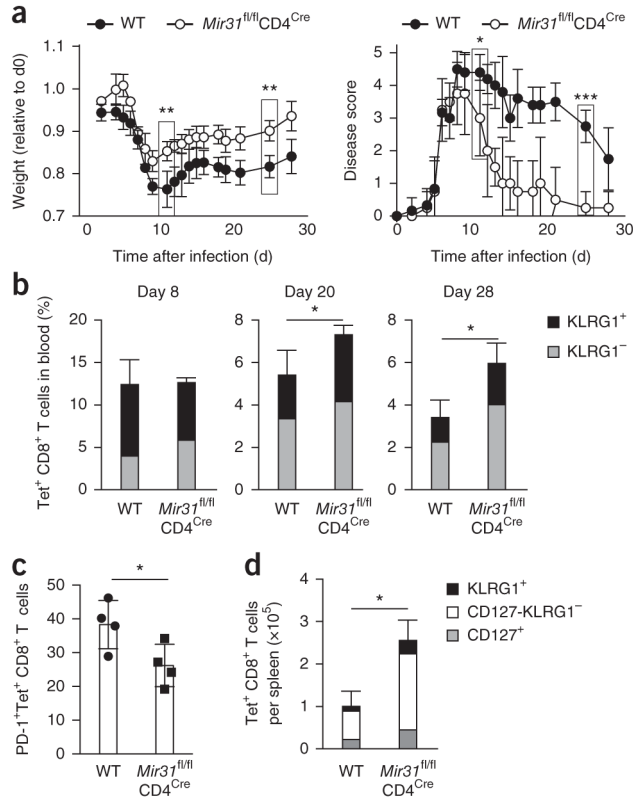 a
WT Mir31fl/flCD4Cre WT Mir31fl/flCD4Cre
Weight (relative to d0)
1.1
1.0
0.9
0.8
0.7
**
**
0 10 20 30
Time after infection (d)
Disease score
5
4
3
2
1
0
*
***
0 10 20 30
Time after infection (d)
b
Day 8 Day 20 Day 28
Tet+ CD8+ T cells in blood (%)
20
15
10
5
0
WT Mir31fl/fl
CD4Cre
8
6
4
2
0
*
WT Mir31fl/fl
CD4Cre
8
6
4
2
0
*
WT Mir31fl/fl
CD4Cre
KLRG1+
KLRG1−
c
PD-1+Tet+ CD8+ T cells
50
40
30
20
10
0
*
WT Mir31fl/fl
CD4Cre
d
Tet+ CD8+ T cells
per spleen (×105)
4
3
2
1
0
*
WT Mir31fl/fl
CD4Cre
KLRG1+
CD127-KLRG1−
CD127+